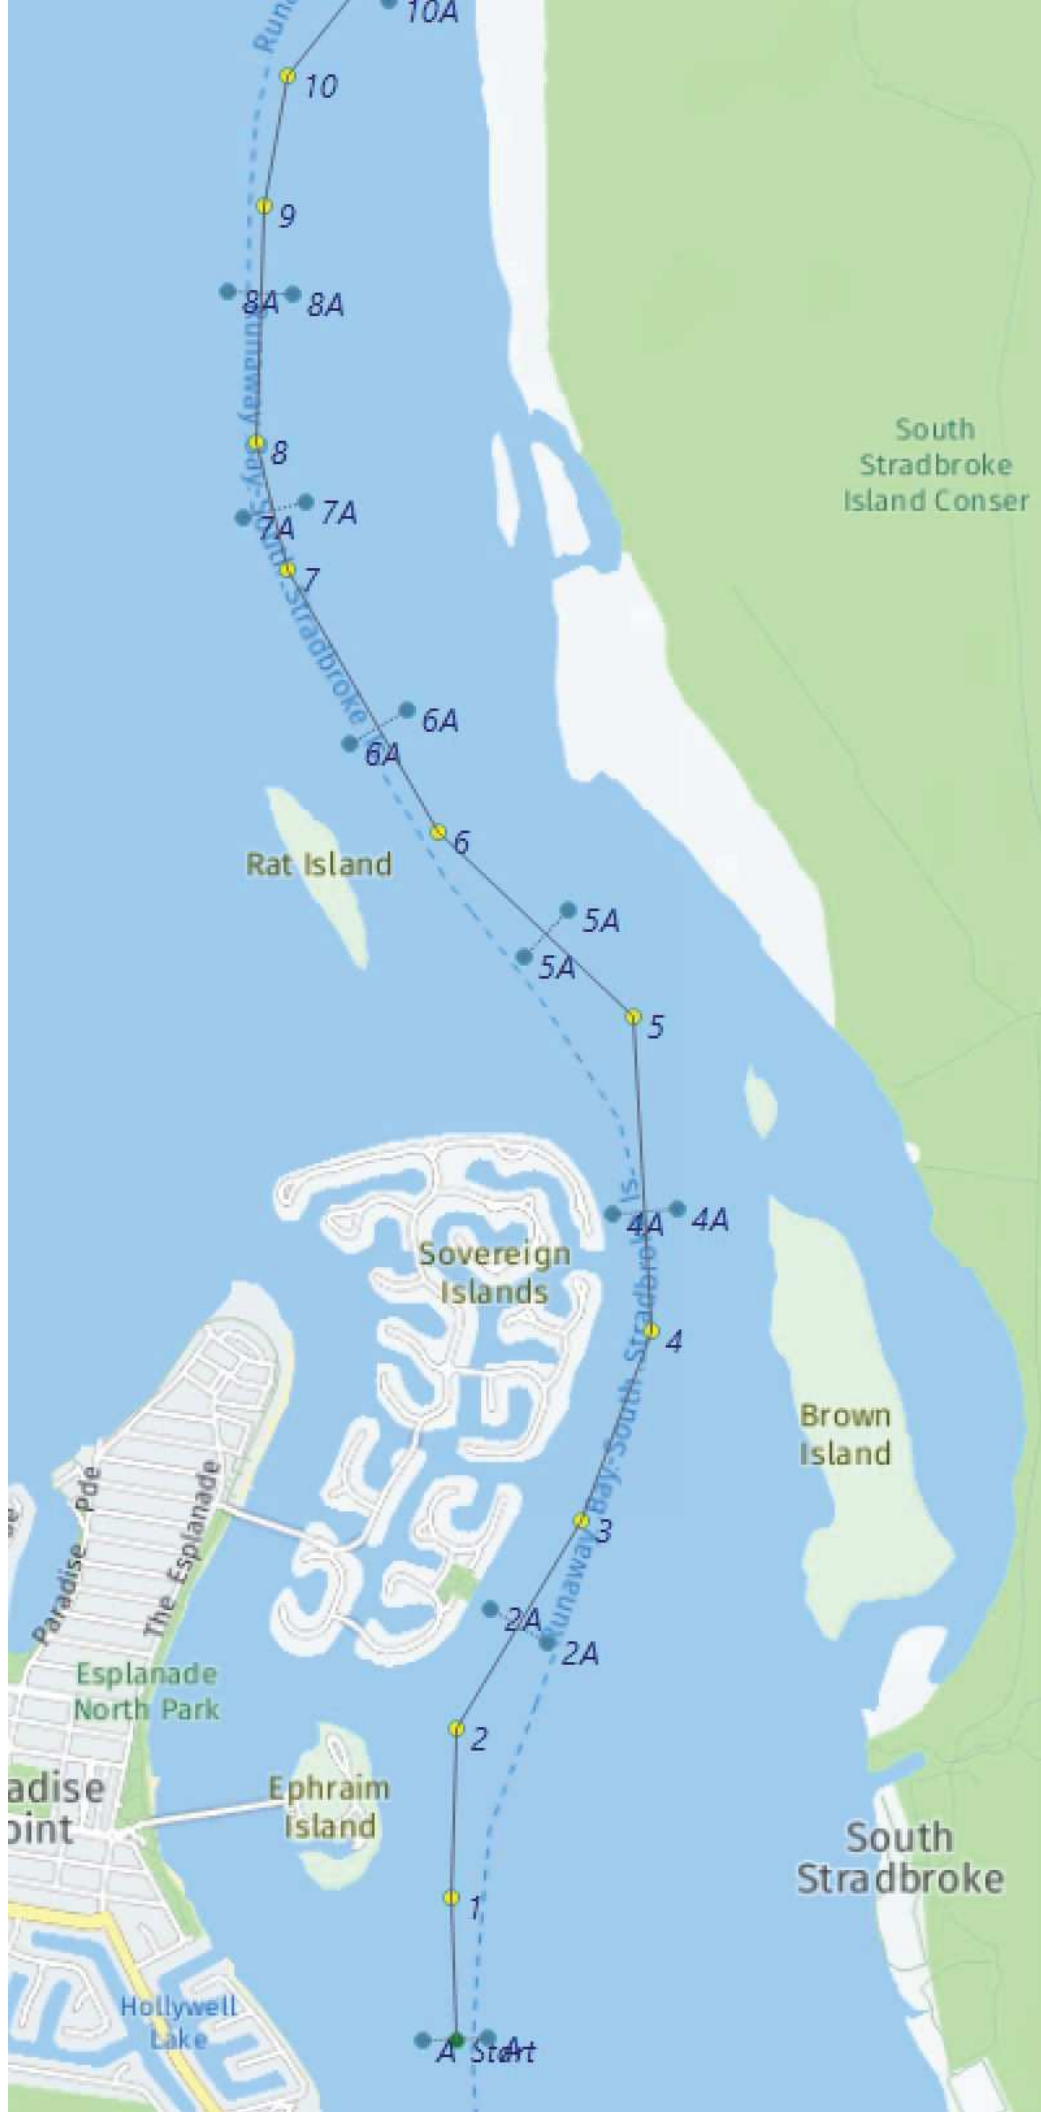 10A
10
9
8A
8A
8
7A
7A
7
6A
6A
6
5A
5A
5
4A
4A
4
3
2A
2A
2
1
A Start A
South
Stradbroke
Island Conser
Rat Island
Sovereign
Islands
Brown
Island
Paradise Pde
The Esplanade
Esplanade
North Park
Ephraim
Island
adise
oint
South
Stradbroke
Hollywell
Lake
Runaway Bay-South Stradbroke Is